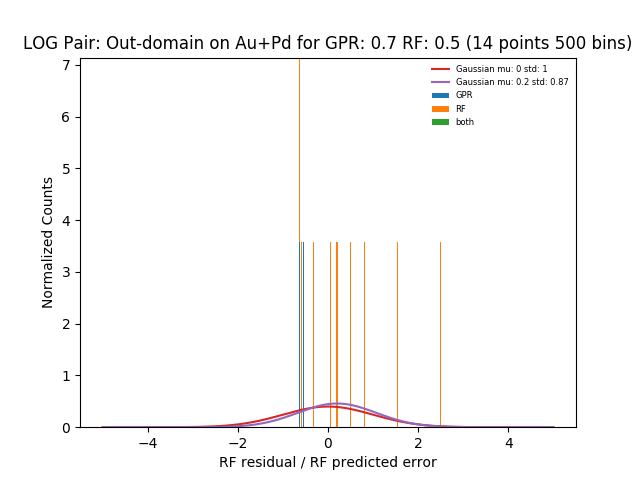 LOG Pair: Out-domain on Au+Pd for GPR: 0.7 RF: 0.5 (14 points 500 bins)
7
6
5
4
3
2
1
0
Normalized Counts
Gaussian mu: 0 std: 1
Gaussian mu: 0.2 std: 0.87
GPR
RF
both
−4 −2 0 2 4
RF residual / RF predicted error